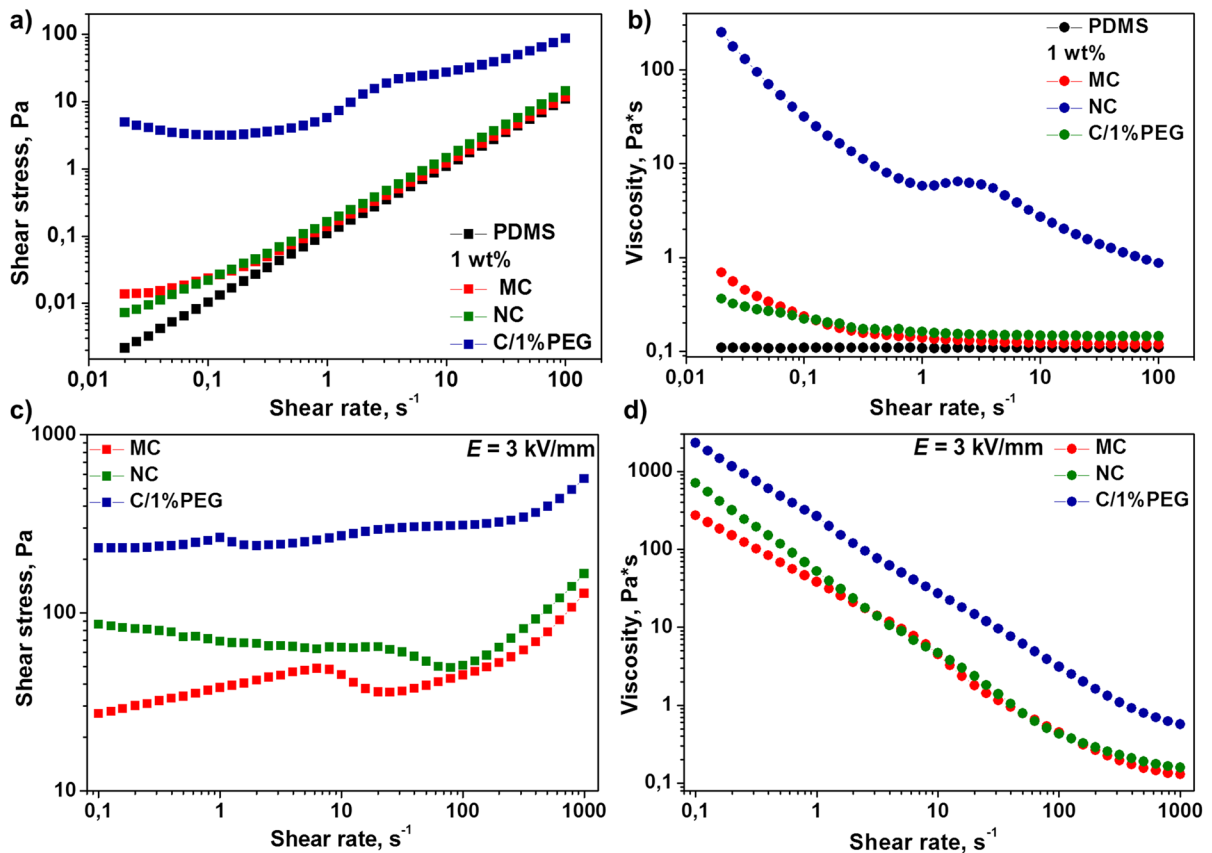 a)
Shear stress, Pa
100
10
1
0,1
0,01
PDMS
1 wt%
MC
NC
C/1%PEG
0,01
0,1
1
10
100
Shear rate, s⁻¹
b)
Viscosity, Pa*s
100
10
1
0,1
PDMS
1 wt%
MC
NC
C/1%PEG
0,01
0,1
1
10
100
Shear rate, s⁻¹
c)
Shear stress, Pa
1000
100
10
MC
NC
C/1%PEG
E = 3 kV/mm
0,1
1
10
100
1000
Shear rate, s⁻¹
d)
Viscosity, Pa*s
1000
100
10
1
0,1
E = 3 kV/mm
MC
NC
C/1%PEG
0,1
1
10
100
1000
Shear rate, s⁻¹